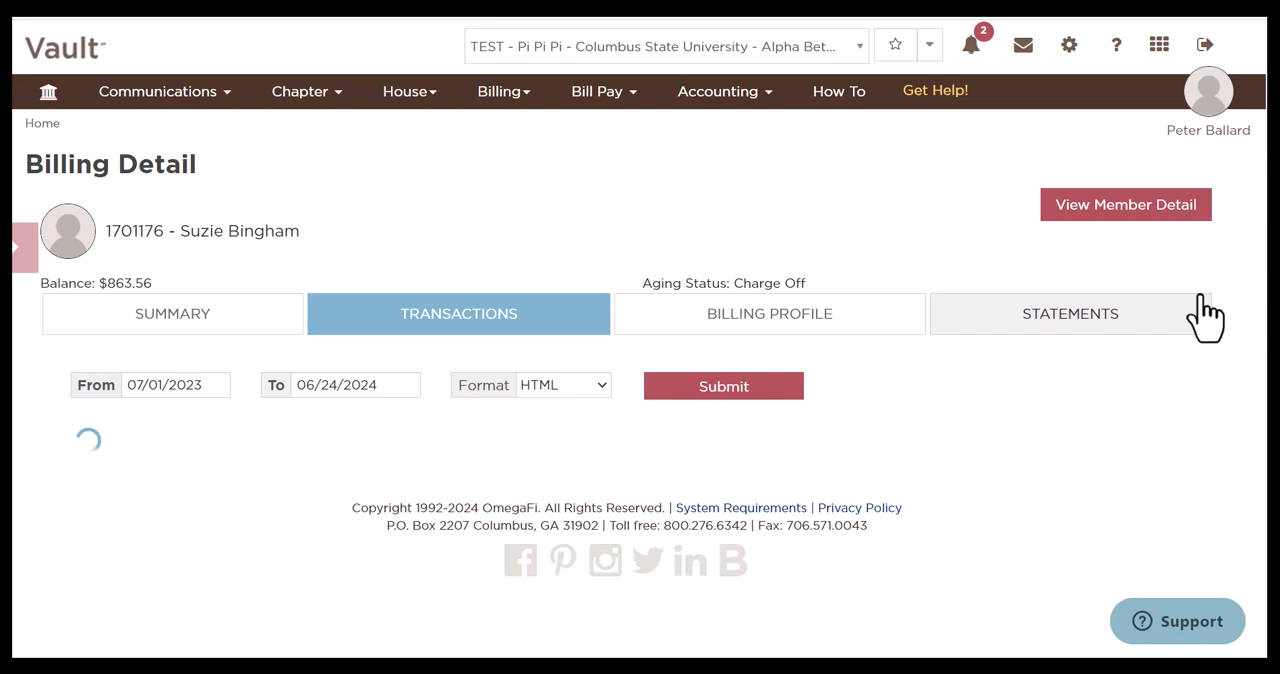 Vault™
TEST - Pi Pi Pi - Columbus State University - Alpha Bet...
2
Communications
Chapter
House
Billing
Bill Pay
Accounting
How To
Get Help!
Home
Peter Ballard
Billing Detail
View Member Detail
1701176 - Suzie Bingham
Balance: $863.56
Aging Status: Charge Off
SUMMARY
TRANSACTIONS
BILLING PROFILE
STATEMENTS
From 07/01/2023
To 06/24/2024
Format HTML
Submit
Copyright 1992-2024 OmegaFi. All Rights Reserved. | System Requirements | Privacy Policy
P.O. Box 2207 Columbus, GA 31902 | Toll free: 800.276.6342 | Fax: 706.571.0043
? Support